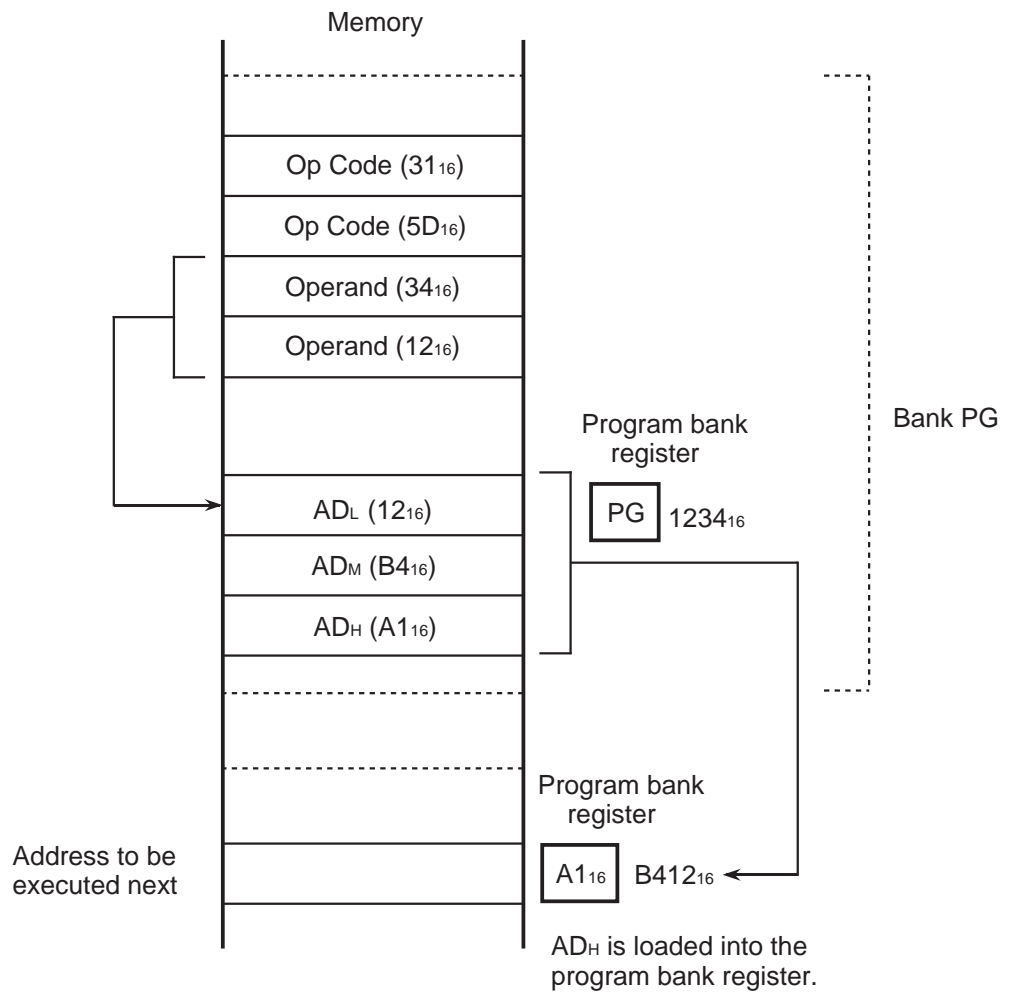 Memory
Op Code (31₁₆)
Op Code (5D₁₆)
Operand (34₁₆)
Operand (12₁₆)
Bank PG
Program bank
register
PG 1234₁₆
ADL (12₁₆)
ADM (B4₁₆)
ADH (A1₁₆)
Program bank
register
Address to be
executed next
A1₁₆ B412₁₆
ADH is loaded into the
program bank register.